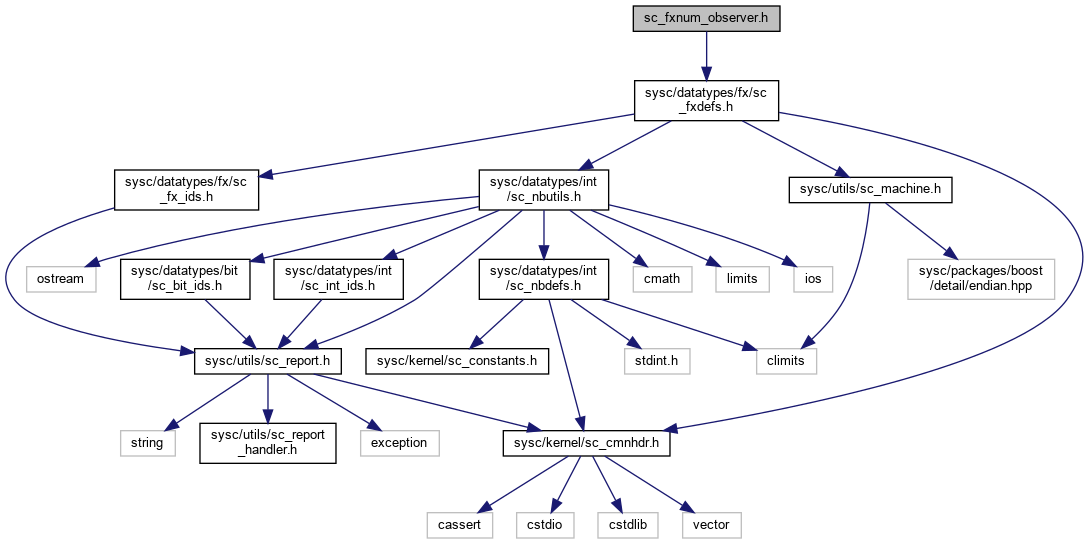 sc_fxnum_observer.h
sysc/datatypes/fx/sc
_fxdefs.h
sysc/datatypes/fx/sc
_fx_ids.h
sysc/datatypes/int
/sc_nbutils.h
sysc/utils/sc_machine.h
ostream
sysc/datatypes/bit
/sc_bit_ids.h
sysc/datatypes/int
/sc_int_ids.h
sysc/datatypes/int
/sc_nbdefs.h
cmath
limits
ios
sysc/packages/boost
/detail/endian.hpp
sysc/utils/sc_report.h
sysc/kernel/sc_constants.h
stdint.h
climits
string
sysc/utils/sc_report
_handler.h
exception
sysc/kernel/sc_cmnhdr.h
cassert
cstdio
cstdlib
vector